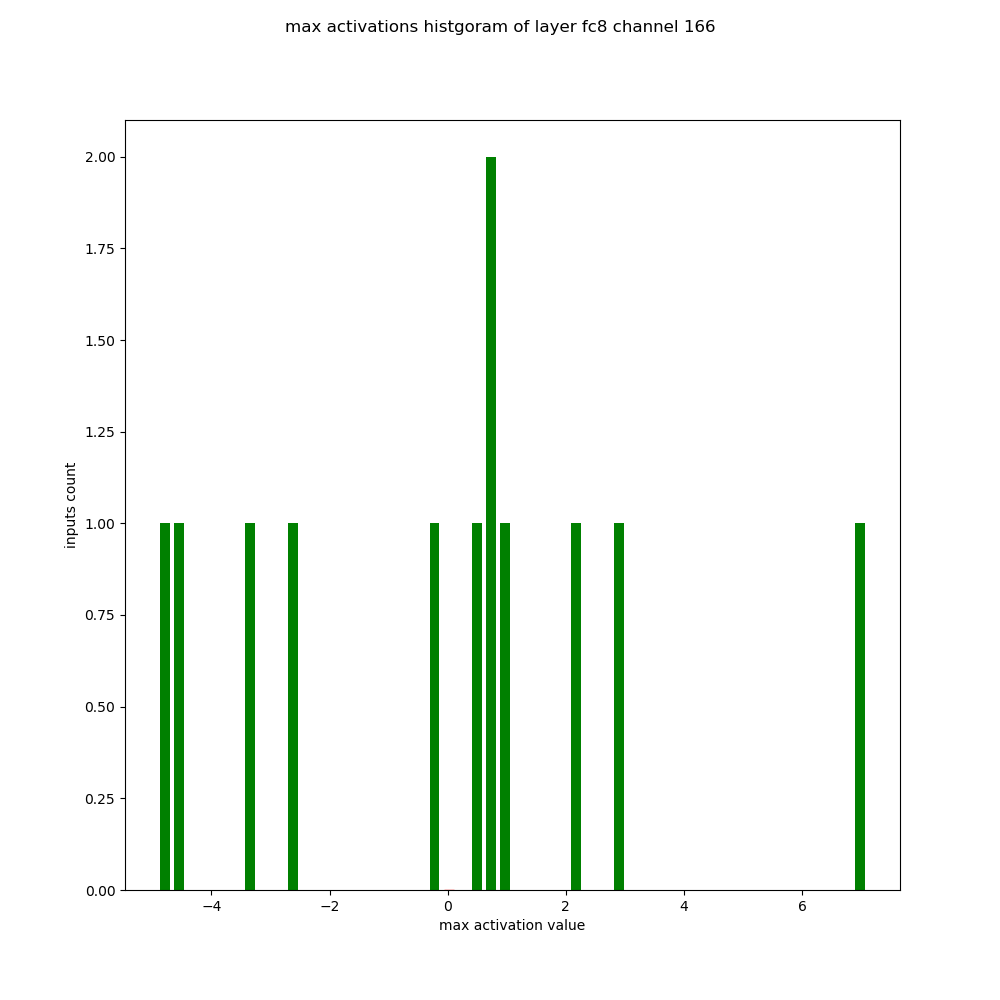 max activations histgoram of layer fc8 channel 166
2.00
1.75
1.50
1.25
1.00
0.75
0.50
0.25
0.00
inputs count
−4 −2 0 2 4 6
max activation value